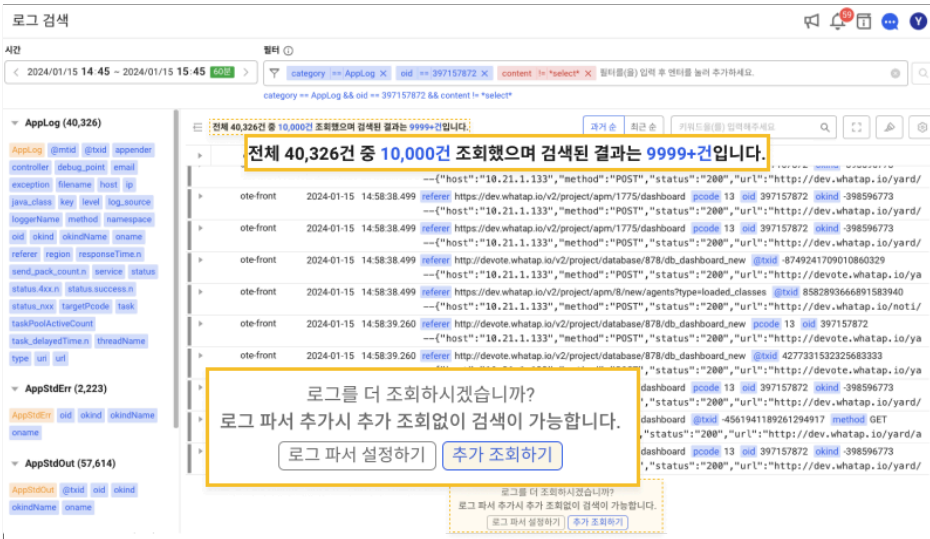 로그 검색
59
Y
시간
필터
2024/01/15 14:45 ~ 2024/01/15 15:45 60분
category == AppLog × oid == 397157872 × content != *select* × 필터를(을) 입력 후 엔터를 눌러 추가하세요.
category == AppLog && oid == 397157872 && content != *select*
AppLog (40,326)
AppLog @mtid @txid appender
controller debug_point email
exception filename host ip
java_class key level log_source
loggerName method namespace
oid okind okindName oname
referer region responseTime.n
send_pack_count.n service status
status.4xx.n status.success.n
status_nxx targetPcode task
taskPoolActiveCount
task_delayedTime.n threadName
type uri url
AppStdErr (2,223)
AppStdErr oid okind okindName
oname
AppStdOut (57,614)
AppStdOut @txid oid okind
okindName oname
전체 40,326건 중 10,000건 조회했으며 검색된 결과는 9999+건입니다.
과거 순 최근 순 키워드를(을) 입력해주세요
전체 40,326건 중 10,000건 조회했으며 검색된 결과는 9999+건입니다.
--{"host":"10.21.1.133","method":"POST","status":"200","url":"http://dev.whatap.io/yard/
ote-front 2024-01-15 14:58:38.499 referer https://dev.whatap.io/v2/project/apm/1775/dashboard pcode 13 oid 397157872 okind -398596773
--{"host":"10.21.1.133","method":"POST","status":"200","url":"http://dev.whatap.io/yard/
ote-front 2024-01-15 14:58:38.499 referer https://dev.whatap.io/v2/project/apm/1775/dashboard pcode 13 oid 397157872 okind -398596773
--{"host":"10.21.1.133","method":"POST","status":"200","url":"http://dev.whatap.io/yard/
ote-front 2024-01-15 14:58:38.499 referer http://devote.whatap.io/v2/project/database/878/db_dashboard_new @txid -8749241709010860329
--{"host":"10.21.1.133","method":"POST","status":"200","url":"http://devote.whatap.io/ya
ote-front 2024-01-15 14:58:38.499 referer https://dev.whatap.io/v2/project/apm/8/new/agents?type=loaded_classes @txid 8582893666891583940
--{"host":"10.21.1.133","method":"POST","status":"200","url":"http://dev.whatap.io/noti/
ote-front 2024-01-15 14:58:39.260 referer http://devote.whatap.io/v2/project/database/878/db_dashboard_new pcode 13 oid 397157872
--{"host":"10.21.1.133","method":"POST","status":"200","url":"http://devote.whatap.io/ya
ote-front 2024-01-15 14:58:39.260 referer http://devote.whatap.io/v2/project/database/878/db_dashboard_new @txid 4277331532325683333
dashboard pcode 13 oid 397157872 okind -398596773
,"status":"200","url":"http://dev.whatap.io/yard/
dashboard @txid -4561941189261294917 method GET
,"status":"200","url":"http://dev.whatap.io/yard/a
dashboard pcode 13 oid 397157872 okind -398596773
,"status":"200","url":"http://dev.whatap.io/yard/
로그를 더 조회하시겠습니까?
로그 파서 추가시 추가 조회없이 검색이 가능합니다.
로그 파서 설정하기 추가 조회하기
로그를 더 조회하시겠습니까?
로그 파서 추가시 추가 조회없이 검색이 가능합니다.
로그 파서 설정하기 추가 조회하기